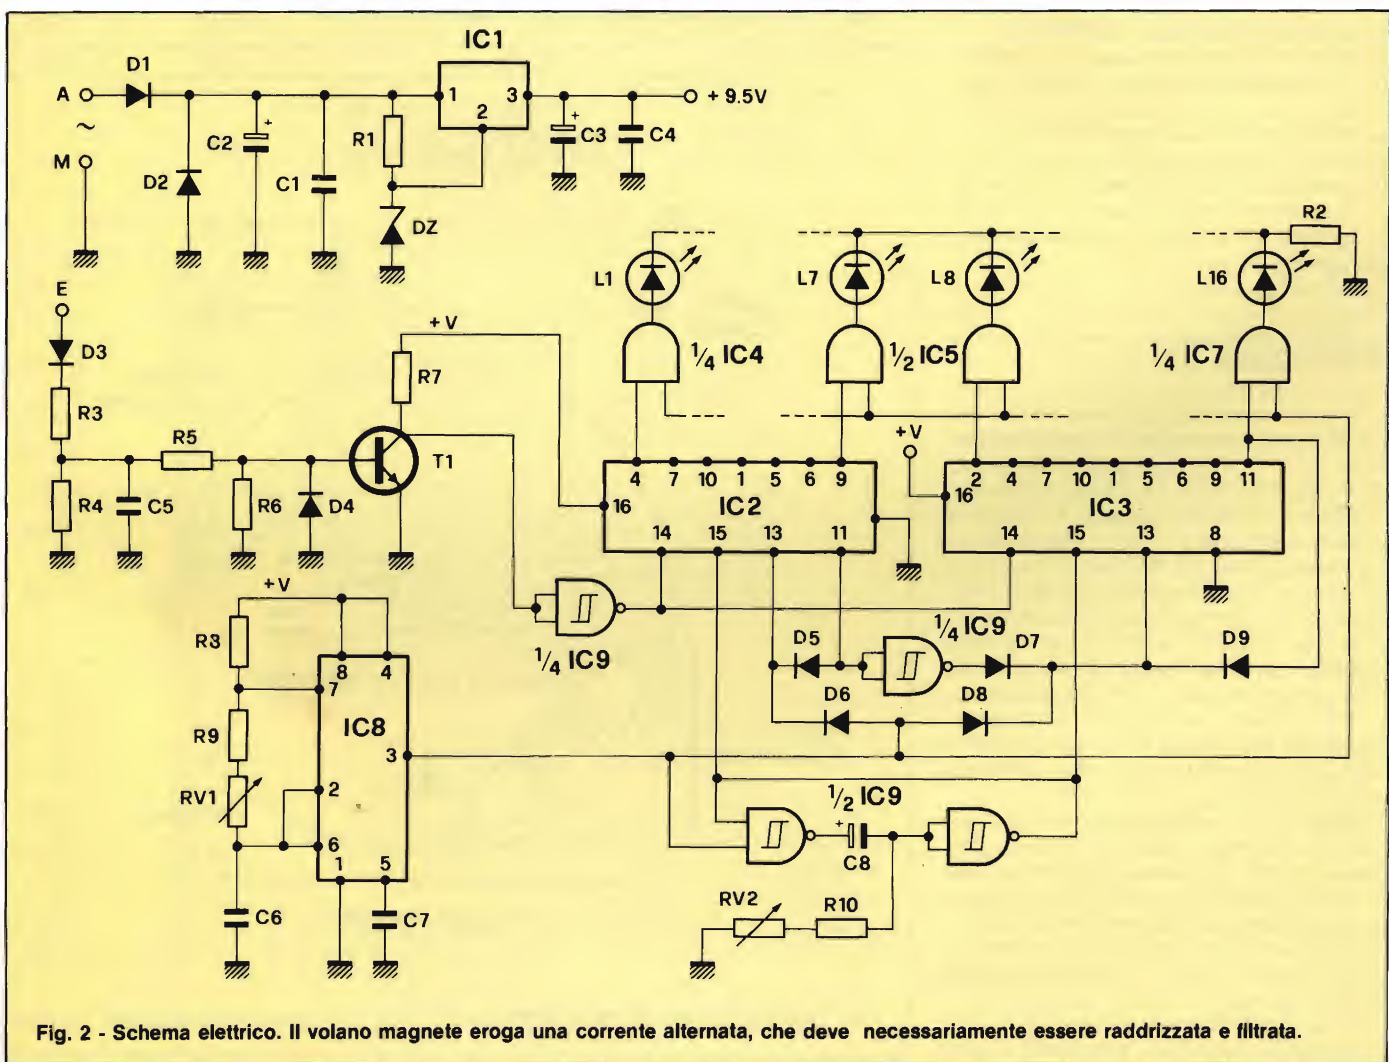 IC1
D1
A 1 3 + 9.5V
~ 2
C2 + R1 + C3 C4
M
D2 C1
DZ
R2
E L1 L7 L8 L16
+V
D3
¼ IC4 ½ IC5 ¼ IC7
R7
R3
R5 +V
T1
4 7 10 1 5 6 9 2 4 7 10 1 5 6 9 11
R4 C5 R6 D4 16 IC2 16 IC3
14 15 13 11 14 15 13 8
+V
¼ IC9
R3 D5 D7 D9
8 4 ¼ IC9
7
D6 D8
R9 IC8
3
RV1 2 ½ IC9
+
6 C8
1 5
RV2 R10
C6 C7
Fig. 2 - Schema elettrico. Il volano magnete eroga una corrente alternata, che deve necessariamente essere raddrizzata e filtrata.